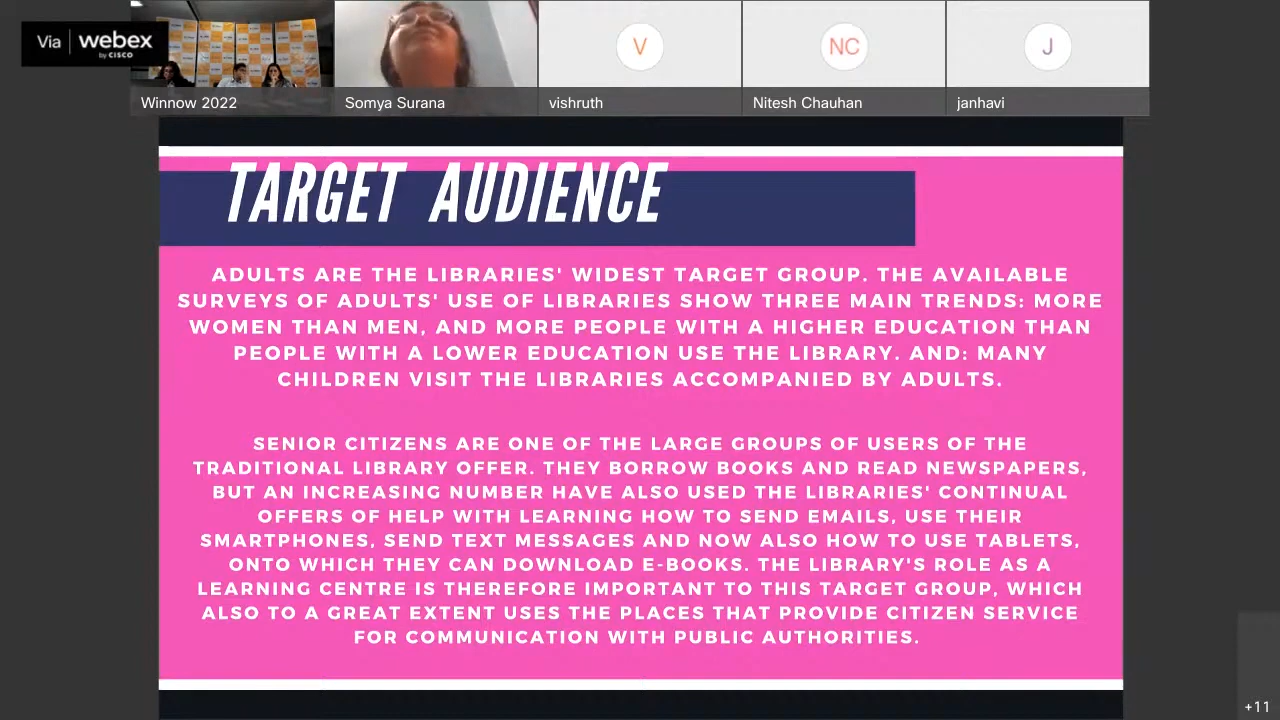 Via webex
by CISCO
Winnow 2022
Somya Surana
V
vishruth
NC
Nitesh Chauhan
J
janhavi
TARGET AUDIENCE
ADULTS ARE THE LIBRARIES' WIDEST TARGET GROUP. THE AVAILABLE
SURVEYS OF ADULTS' USE OF LIBRARIES SHOW THREE MAIN TRENDS: MORE
WOMEN THAN MEN, AND MORE PEOPLE WITH A HIGHER EDUCATION THAN
PEOPLE WITH A LOWER EDUCATION USE THE LIBRARY. AND: MANY
CHILDREN VISIT THE LIBRARIES ACCOMPANIED BY ADULTS.
SENIOR CITIZENS ARE ONE OF THE LARGE GROUPS OF USERS OF THE
TRADITIONAL LIBRARY OFFER. THEY BORROW BOOKS AND READ NEWSPAPERS,
BUT AN INCREASING NUMBER HAVE ALSO USED THE LIBRARIES' CONTINUAL
OFFERS OF HELP WITH LEARNING HOW TO SEND EMAILS, USE THEIR
SMARTPHONES, SEND TEXT MESSAGES AND NOW ALSO HOW TO USE TABLETS,
ONTO WHICH THEY CAN DOWNLOAD E-BOOKS. THE LIBRARY'S ROLE AS A
LEARNING CENTRE IS THEREFORE IMPORTANT TO THIS TARGET GROUP, WHICH
ALSO TO A GREAT EXTENT USES THE PLACES THAT PROVIDE CITIZEN SERVICE
FOR COMMUNICATION WITH PUBLIC AUTHORITIES.
+11